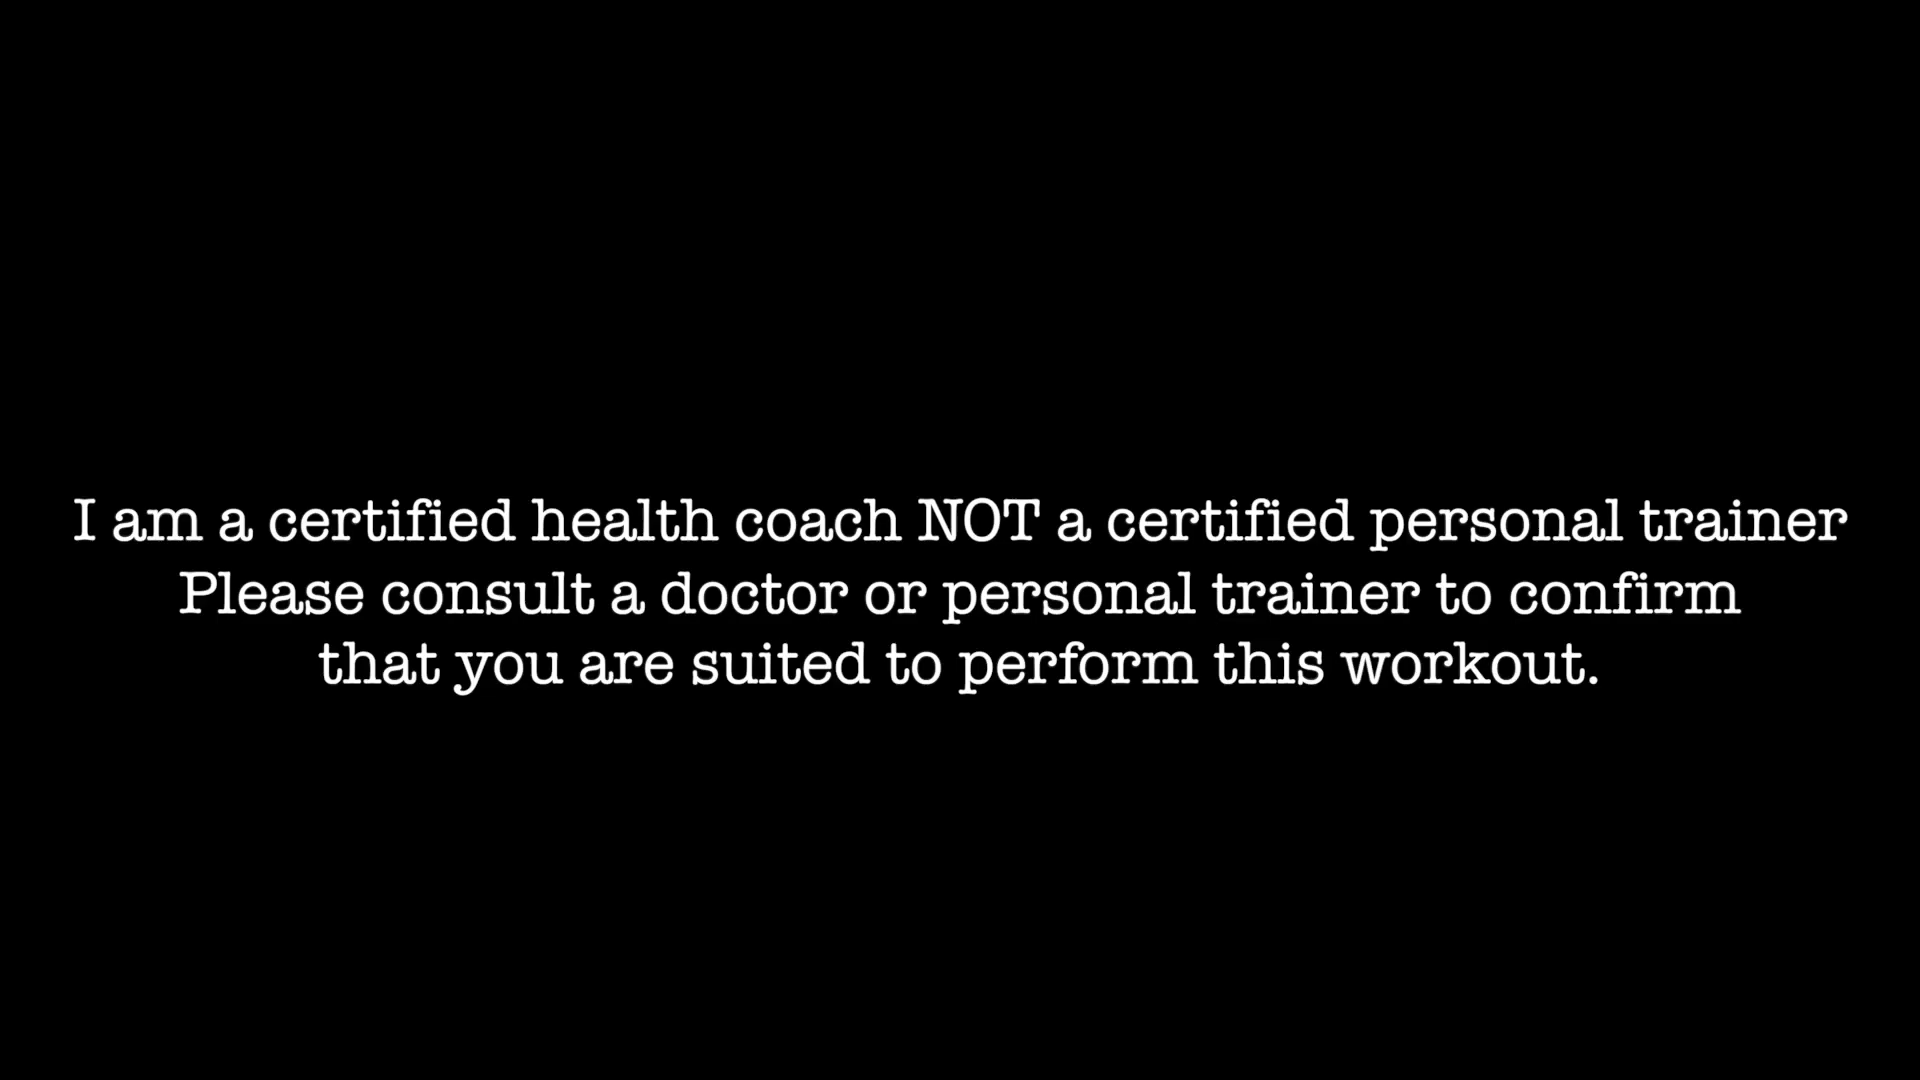 I am a certified health coach NOT a certified personal trainer
Please consult a doctor or personal trainer to confirm
that you are suited to perform this workout.